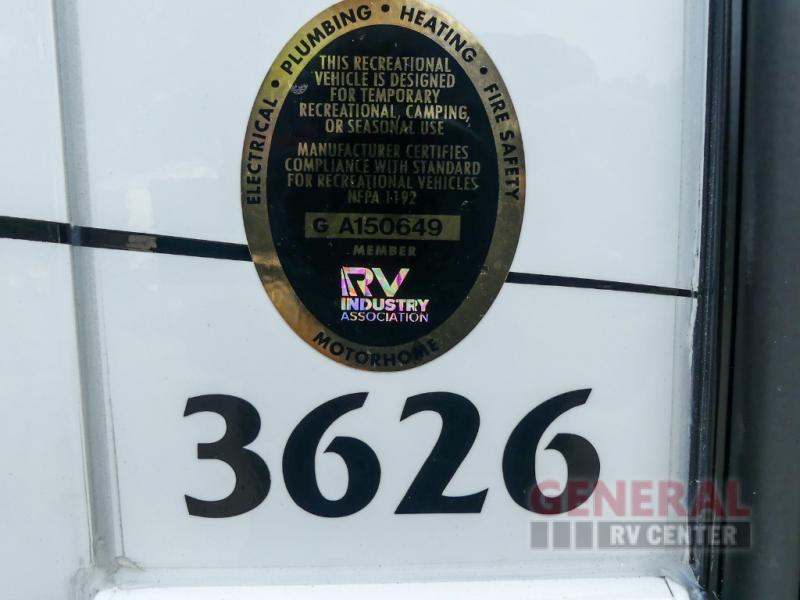 ELECTRICAL • PLUMBING • HEATING • FIRE SAFETY
THIS RECREATIONAL
VEHICLE IS DESIGNED
FOR TEMPORARY
RECREATIONAL, CAMPING,
OR SEASONAL USE
MANUFACTURER CERTIFIES
COMPLIANCE WITH STANDARD
FOR RECREATIONAL VEHICLES
NFPA 1192
G A150649
MEMBER
RV
INDUSTRY
ASSOCIATION
MOTORHOME
3626
GENERAL
RV CENTER